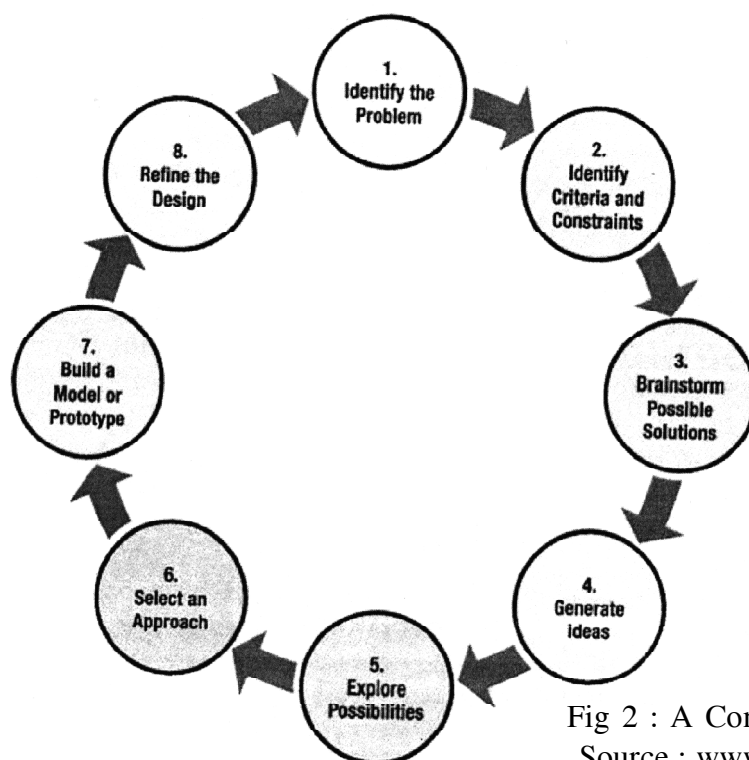 1.
Identify the
Problem
2.
Identify
Criteria and
Constraints
3.
Brainstorm
Possible
Solutions
4.
Generate
ideas
5.
Explore
Possibilities
6.
Select an
Approach
7.
Build a
Model or
Prototype
8.
Refine the
Design
Fig 2 : A Con
Source : www